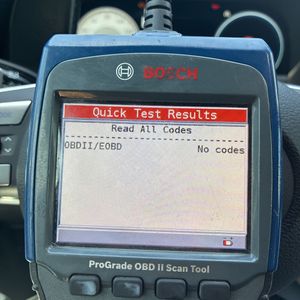 BOSCH
Quick Test Results
Read All Codes
OBDII/EOBD No codes
ProGrade OBD II Scan Tool